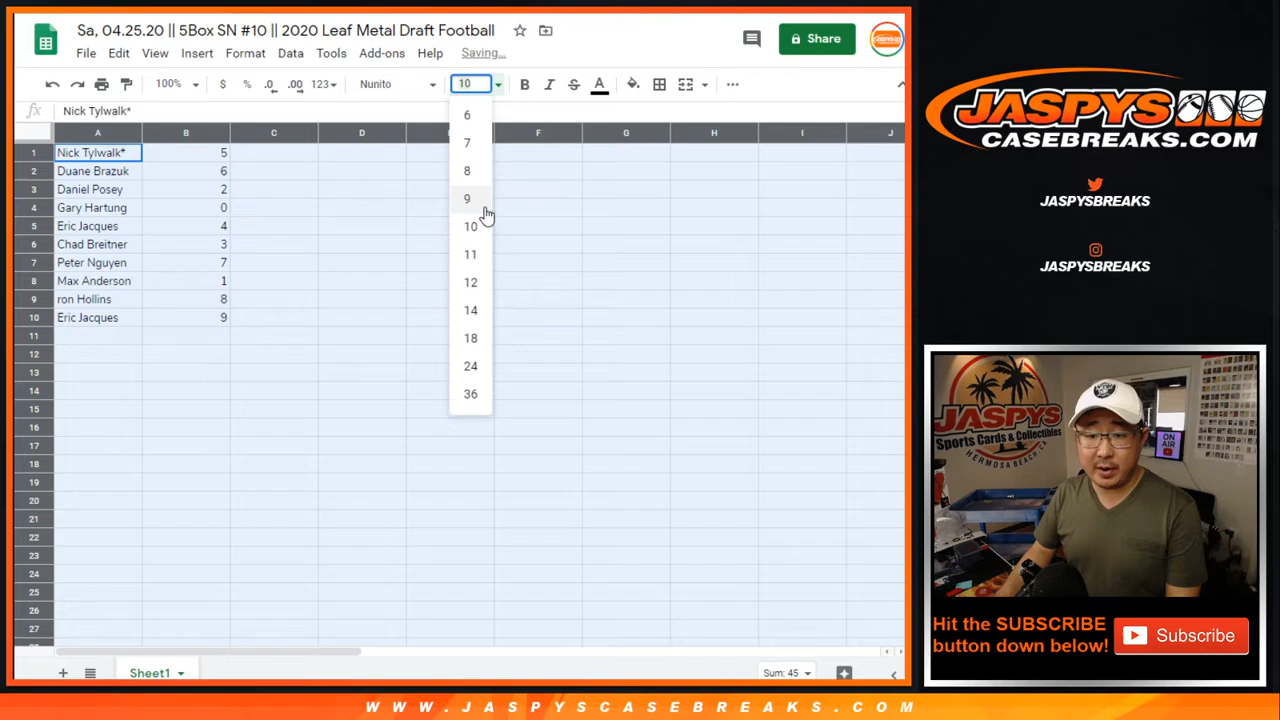 Sa, 04.25.20 || 5Box SN #10 || 2020 Leaf Metal Draft Football
File Edit View Insert Format Data Tools Add-ons Help Saving...
Share
100% $ % .0 .00 123 Nunito 10 B I S A ...
fx Nick Tylwalk*
A B C D E F G H I J
1 Nick Tylwalk* 5
2 Duane Brazuk 6
3 Daniel Posey 2
4 Gary Hartung 0
5 Eric Jacques 4
6 Chad Breitner 3
7 Peter Nguyen 7
8 Max Anderson 1
9 ron Hollins 8
10 Eric Jacques 9
11
12
13
14
15
16
17
18
19
20
21
22
23
24
25
26
27
6
7
8
9
10
11
12
14
18
24
36
Sheet1
Sum: 45
JASPYS
CASEBREAKS.COM
JASPYSBREAKS
JASPYSBREAKS
JASPYS
Sports Cards & Collectibles
HERMOSA BEACH, CA
ON AIR
Hit the SUBSCRIBE
button down below!
Subscribe
WWW.JASPYSCASEBREAKS.COM